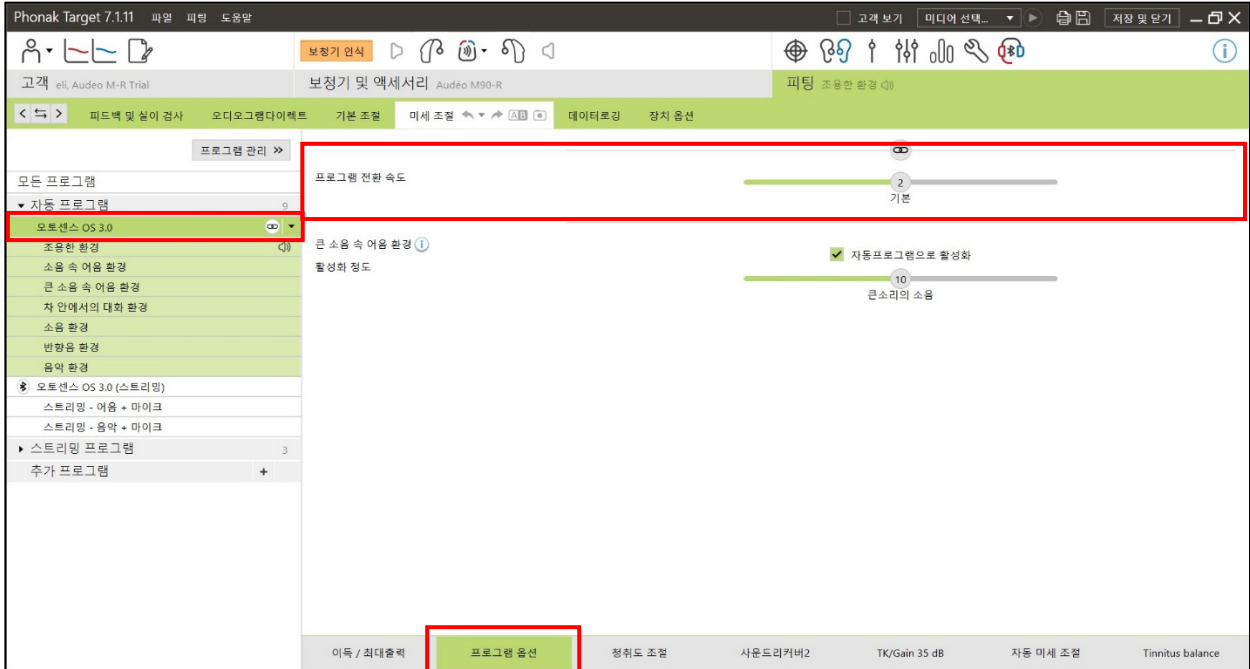 Phonak Target 7.1.11 파일 피팅 도움말 고객 보기 미디어 선택... 저장 및 닫기
보청기 인식
고객 eli, Audeo M-R Trial 보청기 및 액세서리 Audéo M90-R 피팅 조용한 환경
피드백 및 실이 검사 오디오그램다이렉트 기본 조절 미세 조절 AB 데이터로깅 장치 옵션
프로그램 관리
모든 프로그램
자동 프로그램 9
오토센스 OS 3.0
조용한 환경
소음 속 어음 환경
큰 소음 속 어음 환경
차 안에서의 대화 환경
소음 환경
반향음 환경
음악 환경
오토센스 OS 3.0 (스트리밍)
스트리밍 - 어음 + 마이크
스트리밍 - 음악 + 마이크
스트리밍 프로그램 3
추가 프로그램 +
프로그램 전환 속도
2
기본
큰 소음 속 어음 환경
자동프로그램으로 활성화
활성화 정도
10
큰소리의 소음
이득 / 최대출력 프로그램 옵션 청취도 조절 사운드리커버2 TK/Gain 35 dB 자동 미세 조절 Tinnitus balance